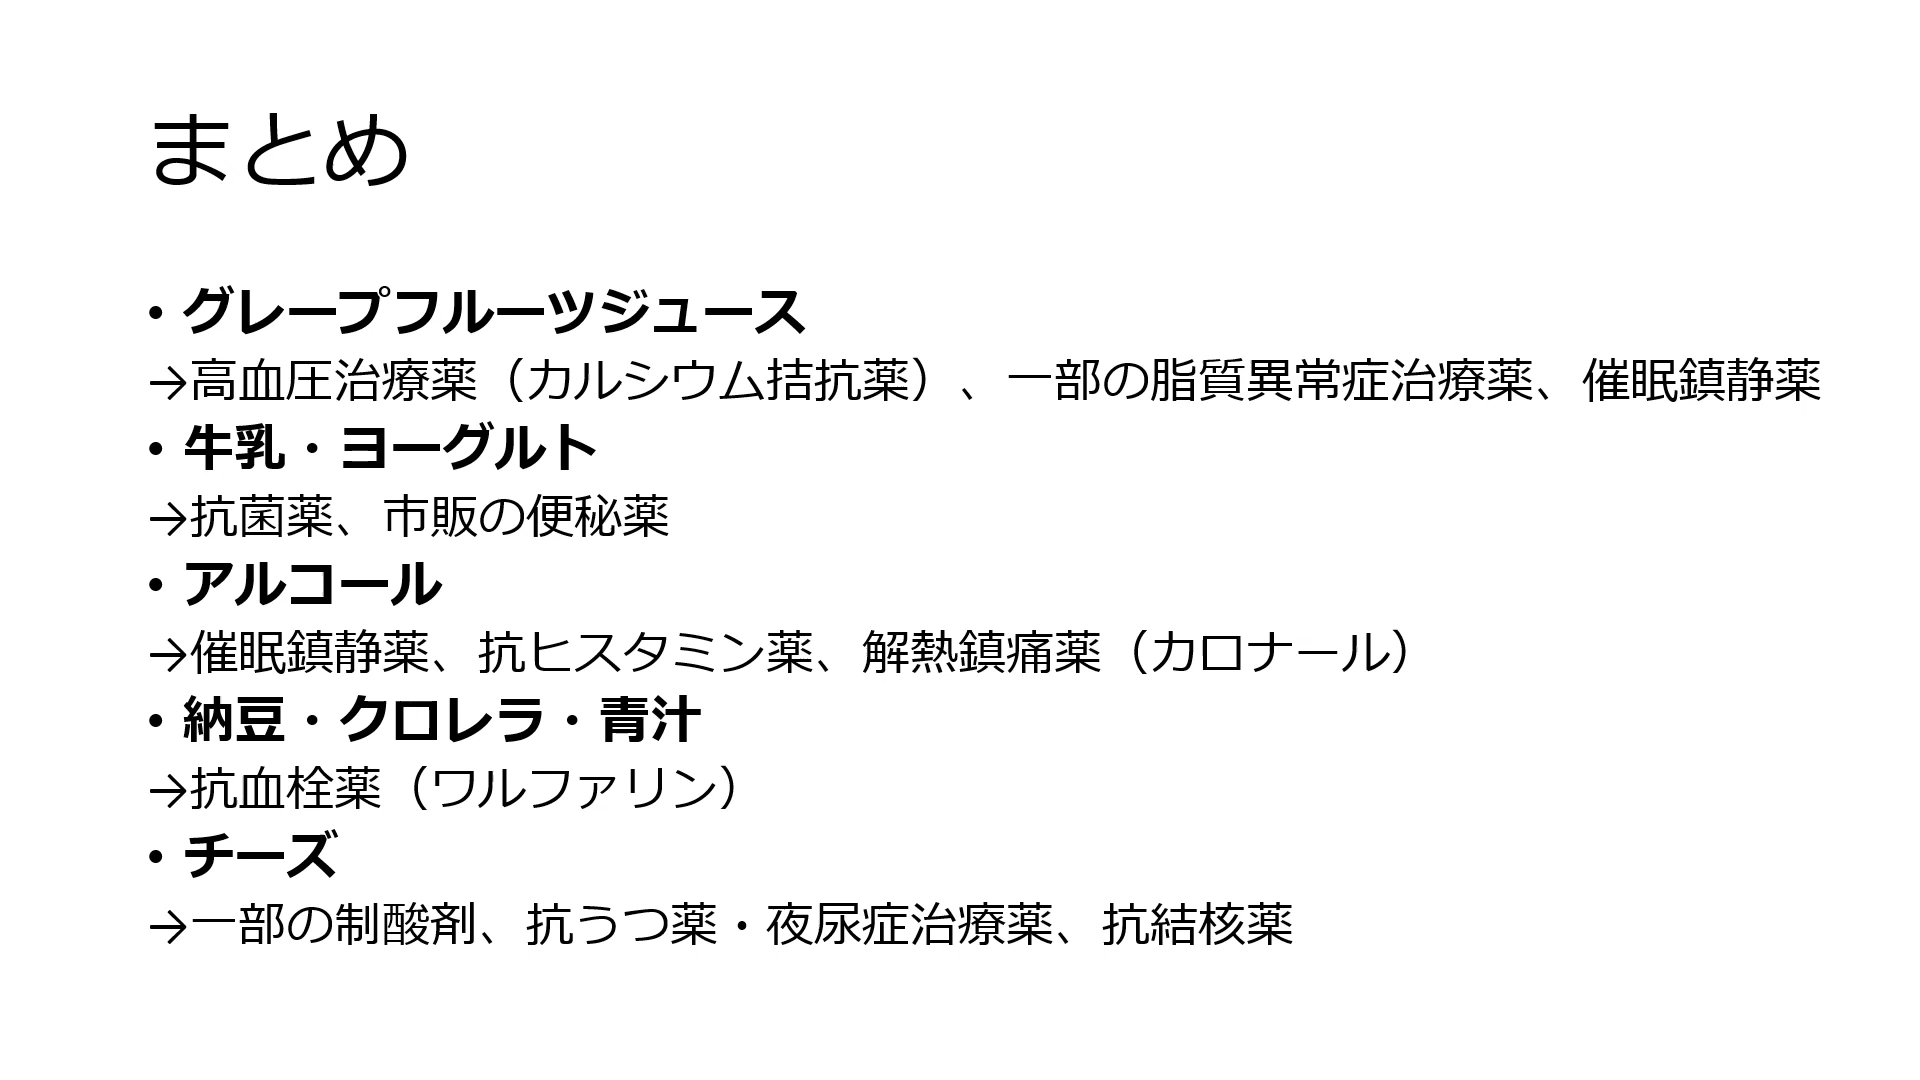 まとめ
• グレープフルーツジュース
→高血圧治療薬（カルシウム拮抗薬）、一部の脂質異常症治療薬、催眠鎮静薬
• 牛乳・ヨーグルト
→抗菌薬、市販の便秘薬
• アルコール
→催眠鎮静薬、抗ヒスタミン薬、解熱鎮痛薬（カロナール）
• 納豆・クロレラ・青汁
→抗血栓薬（ワルファリン）
• チーズ
→一部の制酸剤、抗うつ薬・夜尿症治療薬、抗結核薬